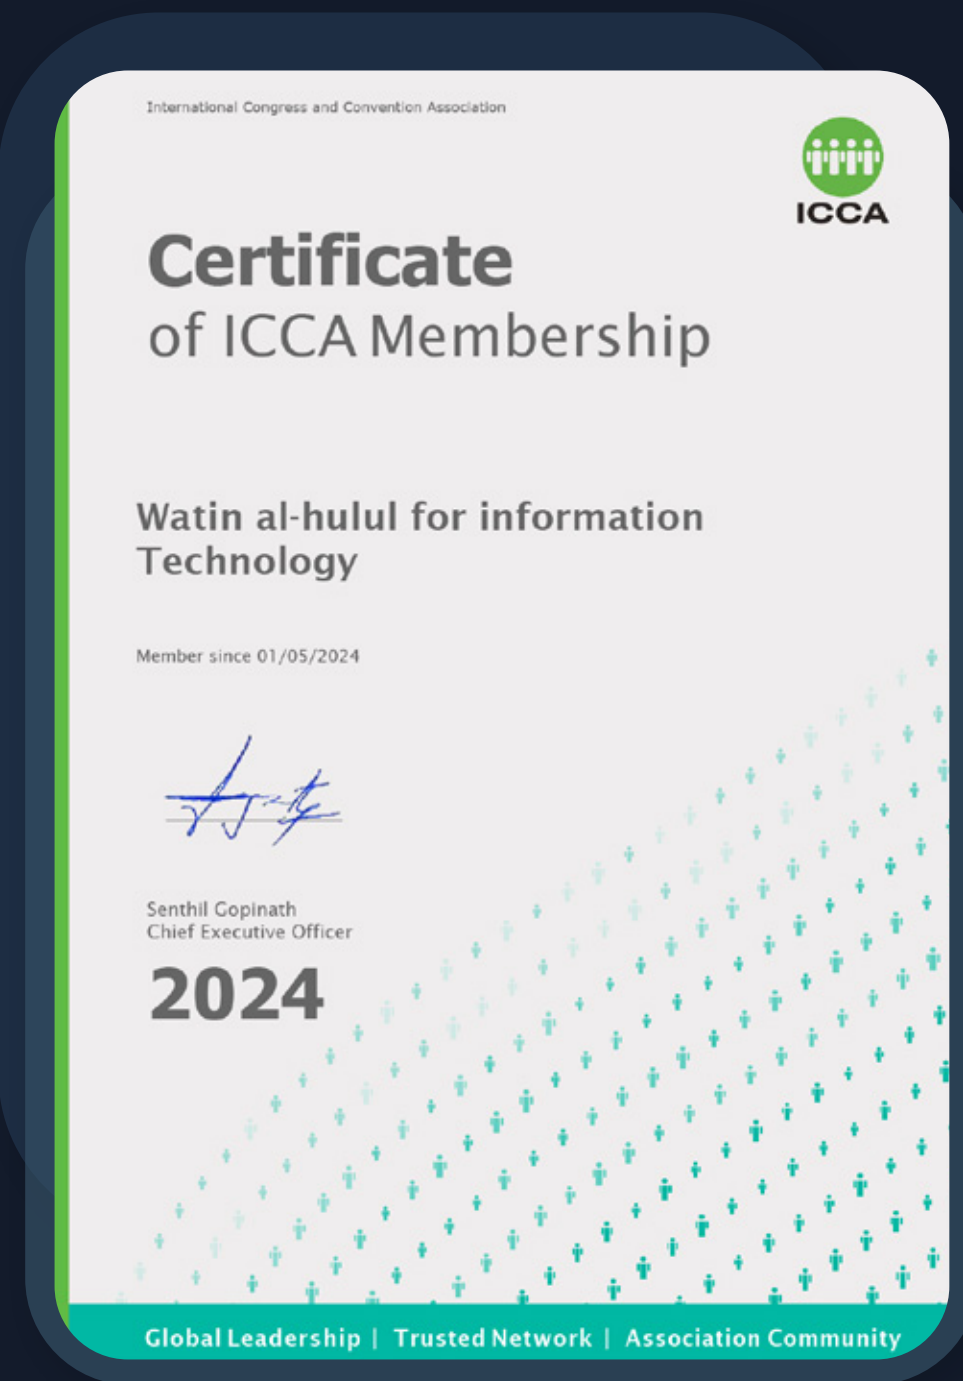 International Congress and Convention Association
ICCA
Certificate
of ICCA Membership
Watin al-hulul for information
Technology
Member since 01/05/2024
Senthil Gopinath
Chief Executive Officer
2024
Global Leadership | Trusted Network | Association Community